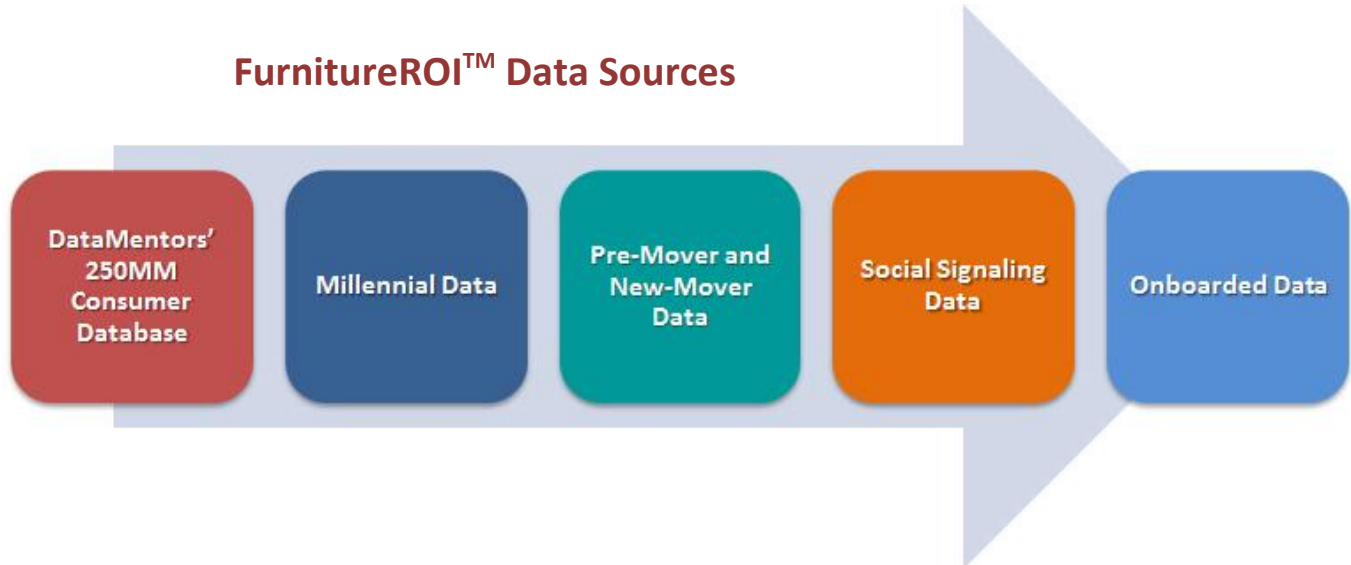 FurnitureROI™ Data Sources
DataMentors’
250MM
Consumer
Database
Millennial Data
Pre-Mover and
New-Mover
Data
Social Signaling
Data
Onboarded Data